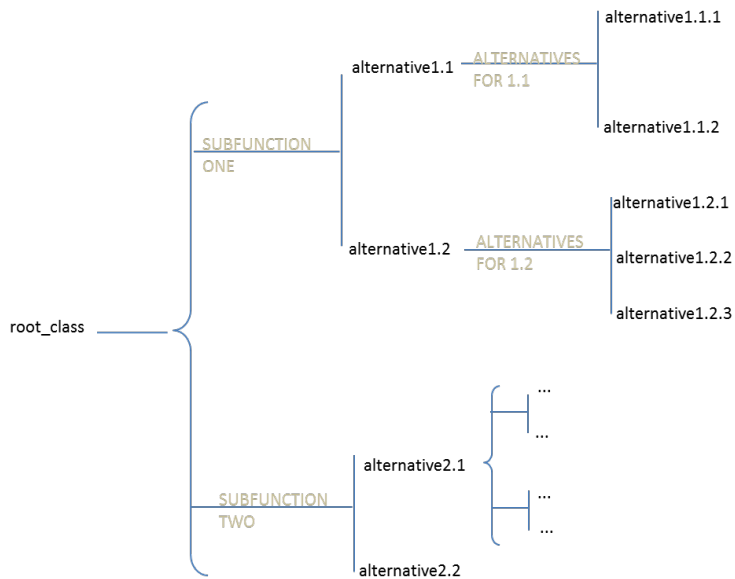 alternative1.1.1
alternative1.1
ALTERNATIVES
FOR 1.1
alternative1.1.2
SUBFUNCTION
ONE
alternative1.2.1
alternative1.2
ALTERNATIVES
FOR 1.2
alternative1.2.2
alternative1.2.3
root_class
...
...
alternative2.1
SUBFUNCTION
TWO
...
...
alternative2.2